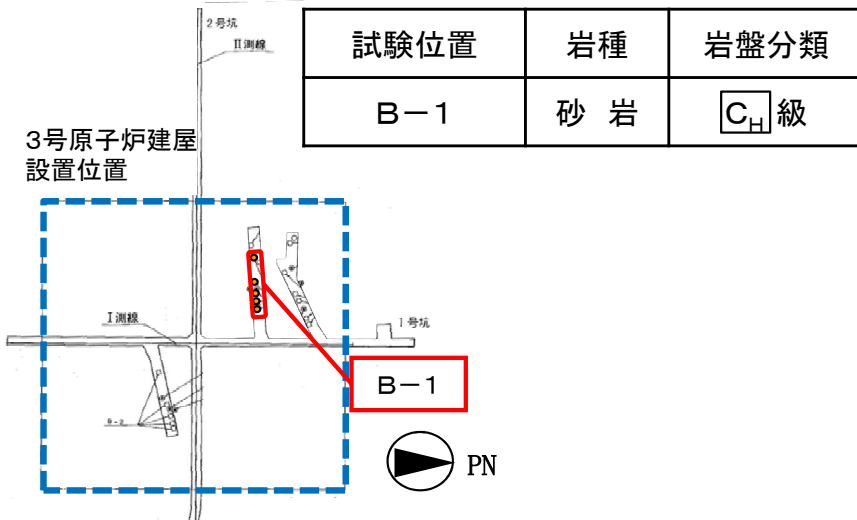 2号坑
Ⅱ測線
試験位置 岩種 岩盤分類
B-1 砂 岩 CH級
3号原子炉建屋
設置位置
Ⅰ測線
1号坑
B-1
B-2
PN